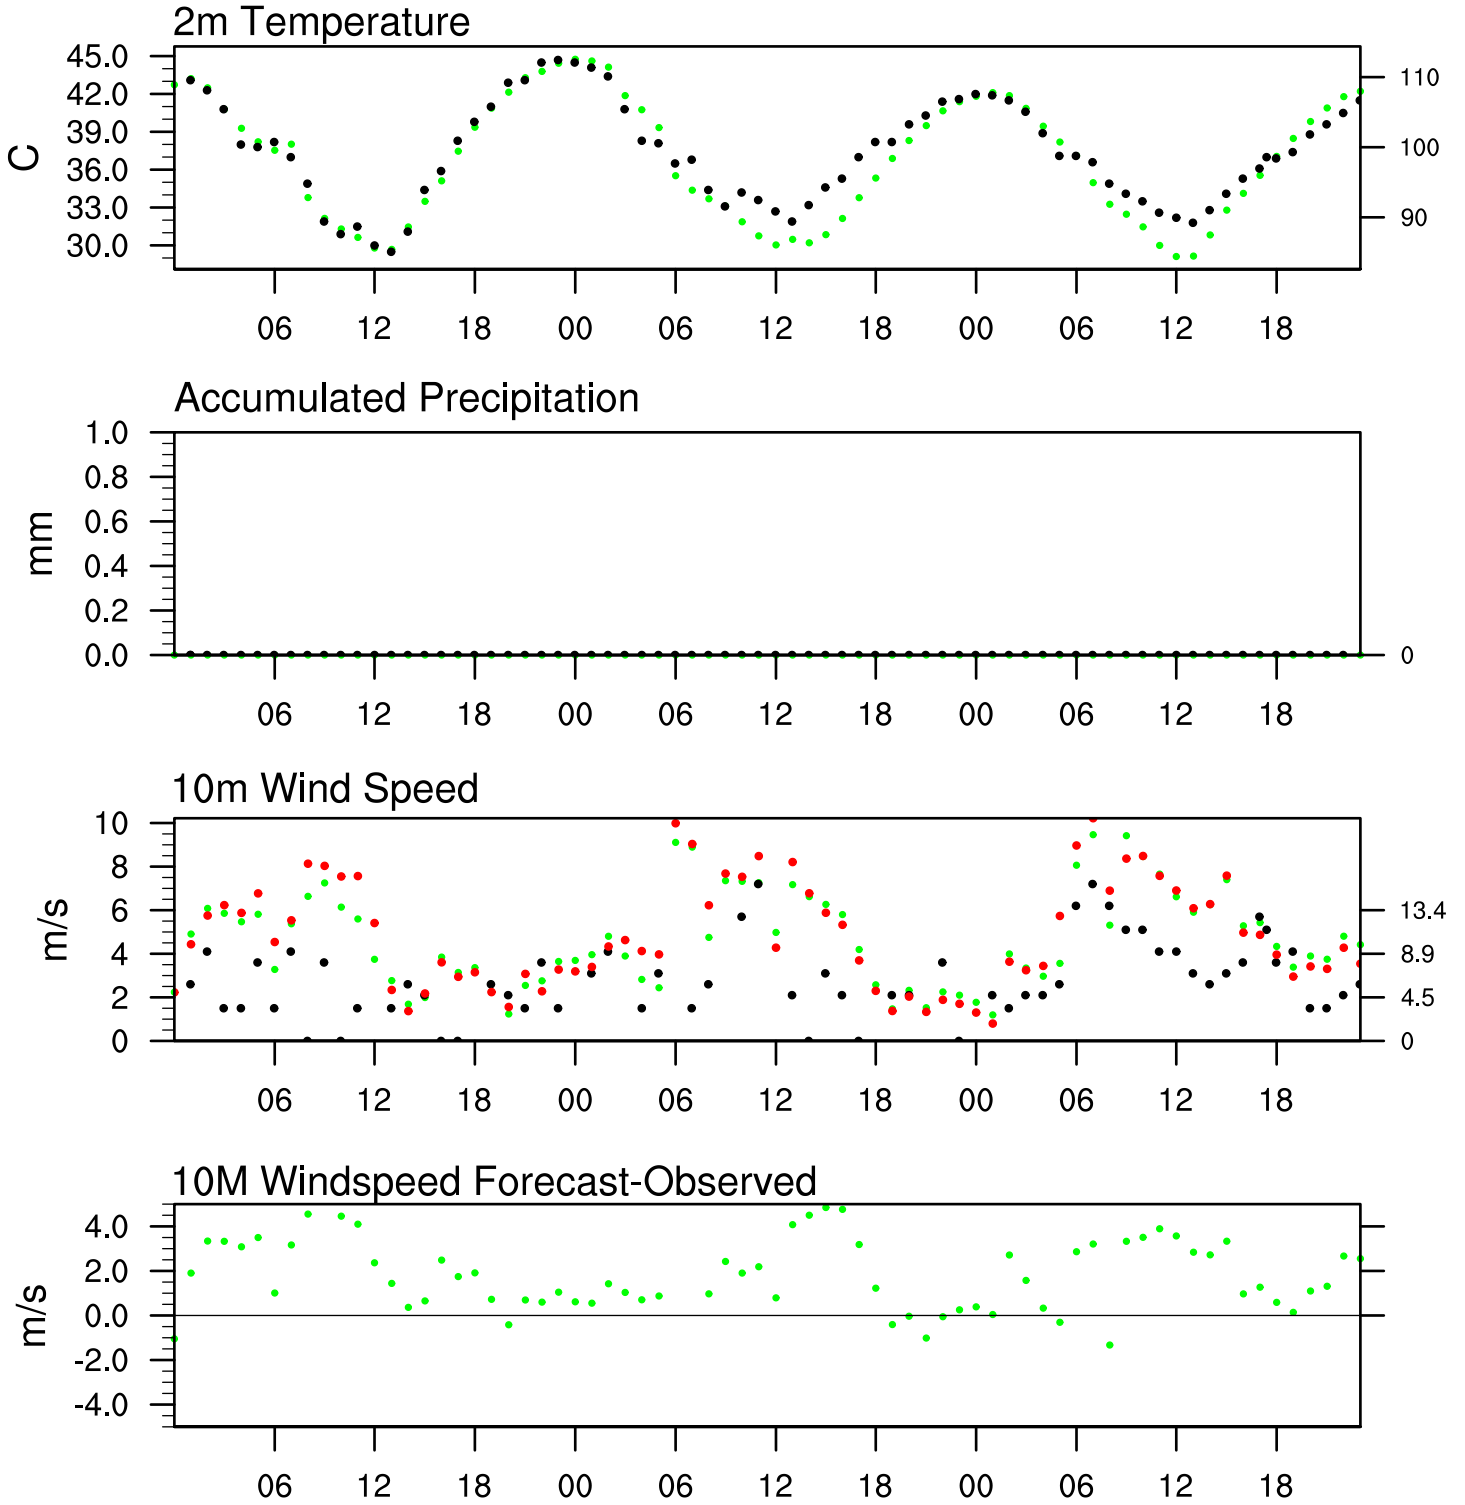 2m Temperature
45.0
42.0
39.0
36.0
33.0
30.0
C
110
100
90
06 12 18 00 06 12 18 00 06 12 18
Accumulated Precipitation
1.0
0.8
0.6
0.4
0.2
0.0
mm
0
06 12 18 00 06 12 18 00 06 12 18
10m Wind Speed
10
8
6
4
2
0
m/s
13.4
8.9
4.5
0
06 12 18 00 06 12 18 00 06 12 18
10M Windspeed Forecast-Observed
4.0
2.0
0.0
-2.0
-4.0
m/s
06 12 18 00 06 12 18 00 06 12 18